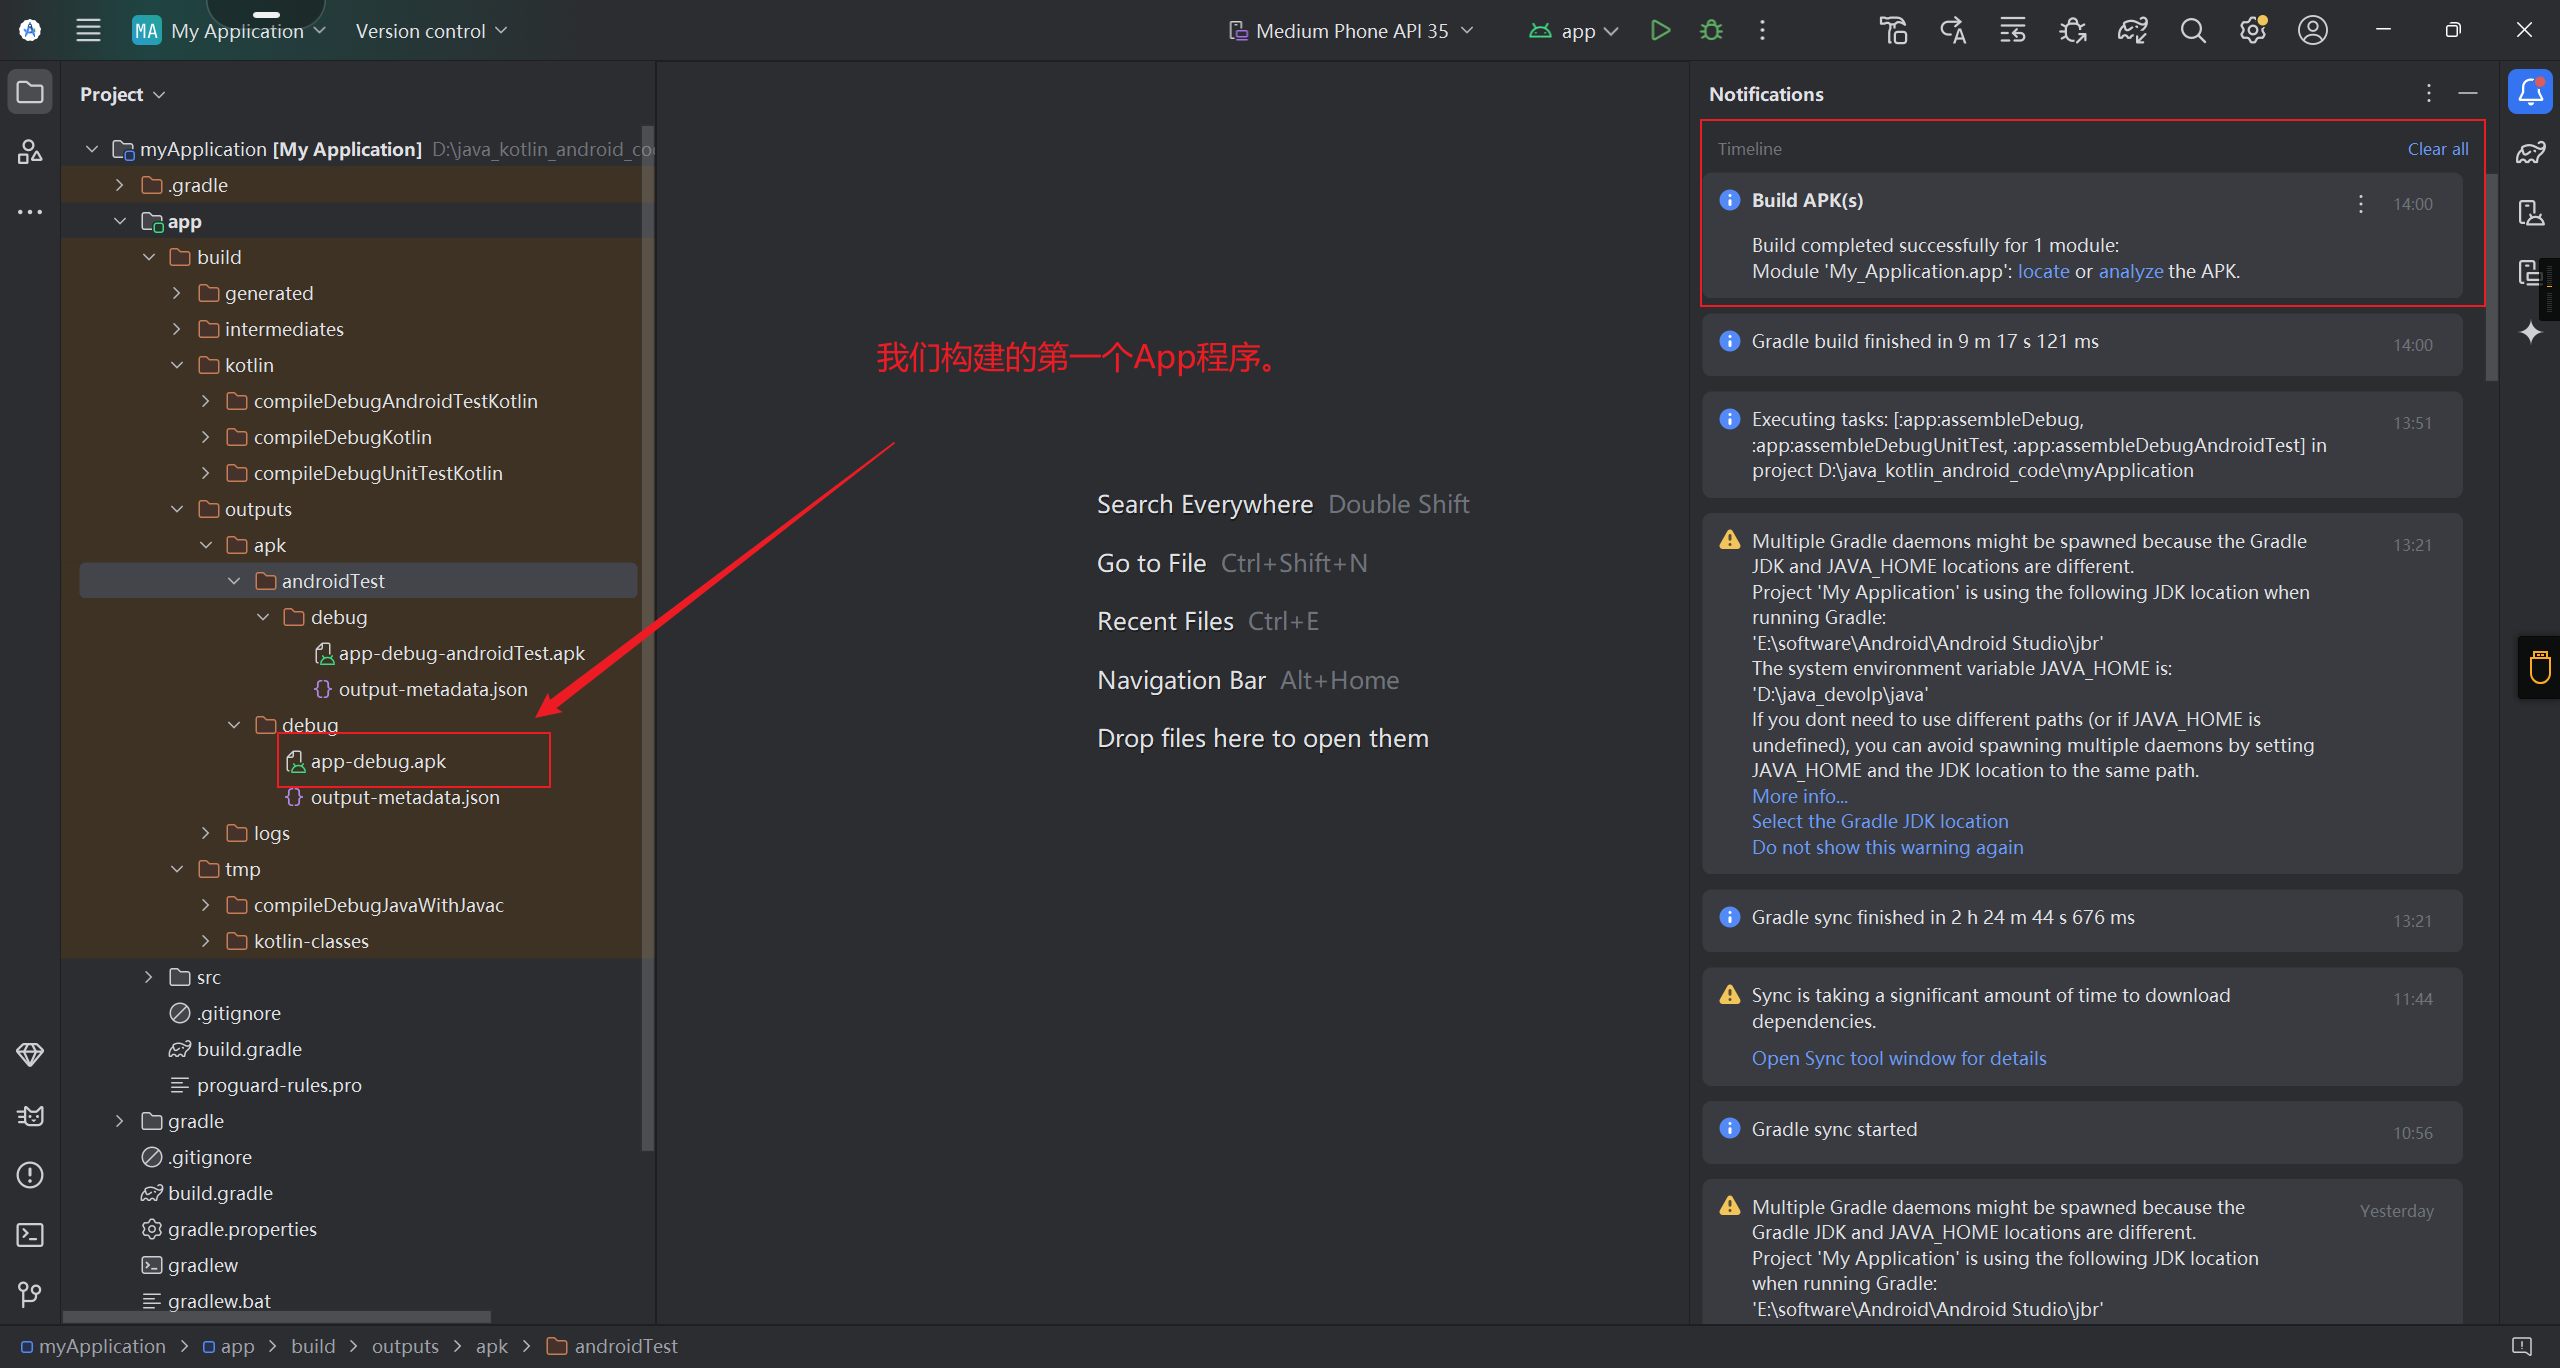 MA My Application
Version control
Medium Phone API 35
app
Project
myApplication [My Application] D:\java_kotlin_android_co
.gradle
app
build
generated
intermediates
kotlin
compileDebugAndroidTestKotlin
compileDebugKotlin
compileDebugUnitTestKotlin
outputs
apk
androidTest
debug
app-debug-androidTest.apk
output-metadata.json
debug
app-debug.apk
output-metadata.json
logs
tmp
compileDebugJavaWithJavac
kotlin-classes
src
.gitignore
build.gradle
proguard-rules.pro
gradle
.gitignore
build.gradle
gradle.properties
gradlew
gradlew.bat
我们构建的第一个App程序。
Search Everywhere Double Shift
Go to File Ctrl+Shift+N
Recent Files Ctrl+E
Navigation Bar Alt+Home
Drop files here to open them
Notifications
Timeline
Clear all
Build APK(s)
14:00
Build completed successfully for 1 module:
Module 'My_Application.app': locate or analyze the APK.
Gradle build finished in 9 m 17 s 121 ms
14:00
Executing tasks: [:app:assembleDebug,
13:51
:app:assembleDebugUnitTest, :app:assembleDebugAndroidTest] in
project D:\java_kotlin_android_code\myApplication
Multiple Gradle daemons might be spawned because the Gradle
13:21
JDK and JAVA_HOME locations are different.
Project 'My Application' is using the following JDK location when
running Gradle:
'E:\software\Android\Android Studio\jbr'
The system environment variable JAVA_HOME is:
'D:\java_devolp\java'
If you dont need to use different paths (or if JAVA_HOME is
undefined), you can avoid spawning multiple daemons by setting
JAVA_HOME and the JDK location to the same path.
More info...
Select the Gradle JDK location
Do not show this warning again
Gradle sync finished in 2 h 24 m 44 s 676 ms
13:21
Sync is taking a significant amount of time to download
11:44
dependencies.
Open Sync tool window for details
Gradle sync started
10:56
Multiple Gradle daemons might be spawned because the
Yesterday
Gradle JDK and JAVA_HOME locations are different.
Project 'My Application' is using the following JDK location
when running Gradle:
'E:\software\Android\Android Studio\jbr'
myApplication > app > build > outputs > apk > androidTest